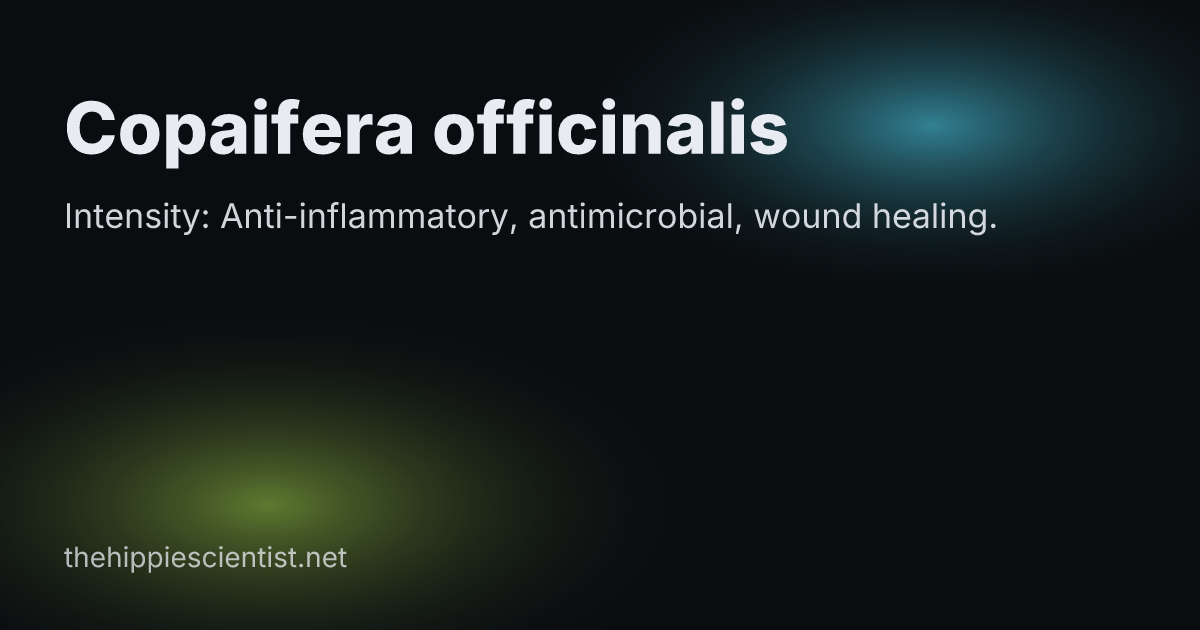 Copaifera officinalis
Intensity: Anti-inflammatory, antimicrobial, wound healing.
thehippiescientist.net